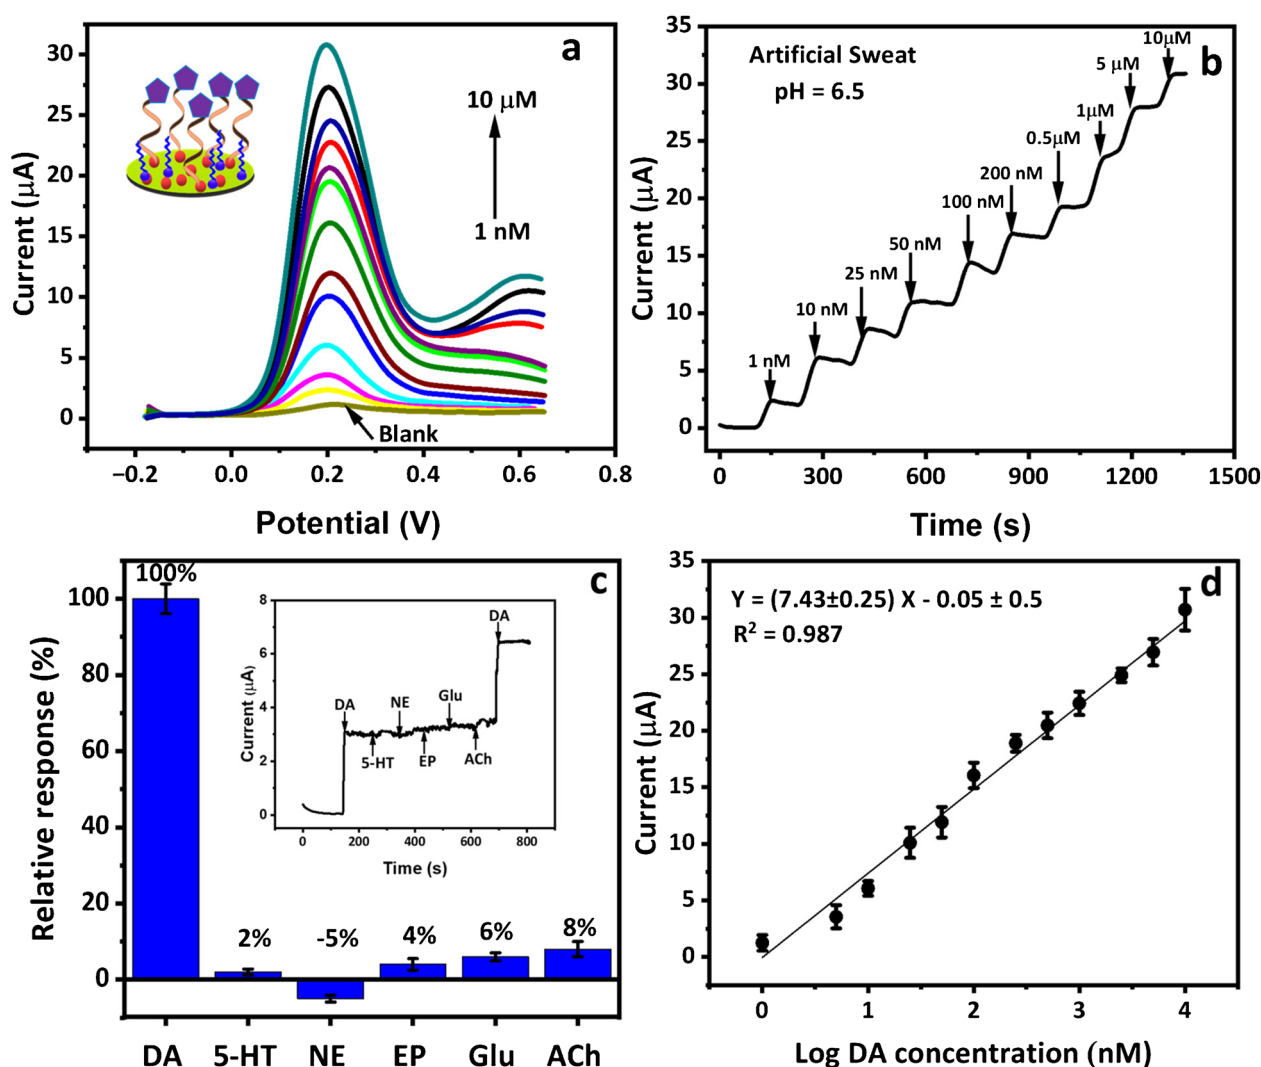 a
35
30
25
20
15
10
5
0
Current (μA)
10 μM
1 nM
Blank
−0.2
0.0
0.2
0.4
0.6
0.8
Potential (V)
b
Artificial Sweat
pH = 6.5
35
30
25
20
15
10
5
0
Current (μA)
1 nM
10 nM
25 nM
50 nM
100 nM
200 nM
0.5μM
1μM
5 μM
10μM
0
300
600
900
1200
1500
Time (s)
c
100
80
60
40
20
0
Relative response (%)
100%
2%
-5%
4%
6%
8%
DA
5-HT
NE
EP
Glu
ACh
8
6
4
2
0
Current (μA)
DA
5-HT
NE
EP
Glu
ACh
DA
0
200
400
600
800
Time (s)
d
Y = (7.43±0.25) X - 0.05 ± 0.5
R² = 0.987
35
30
25
20
15
10
5
0
Current (μA)
0
1
2
3
4
Log DA concentration (nM)